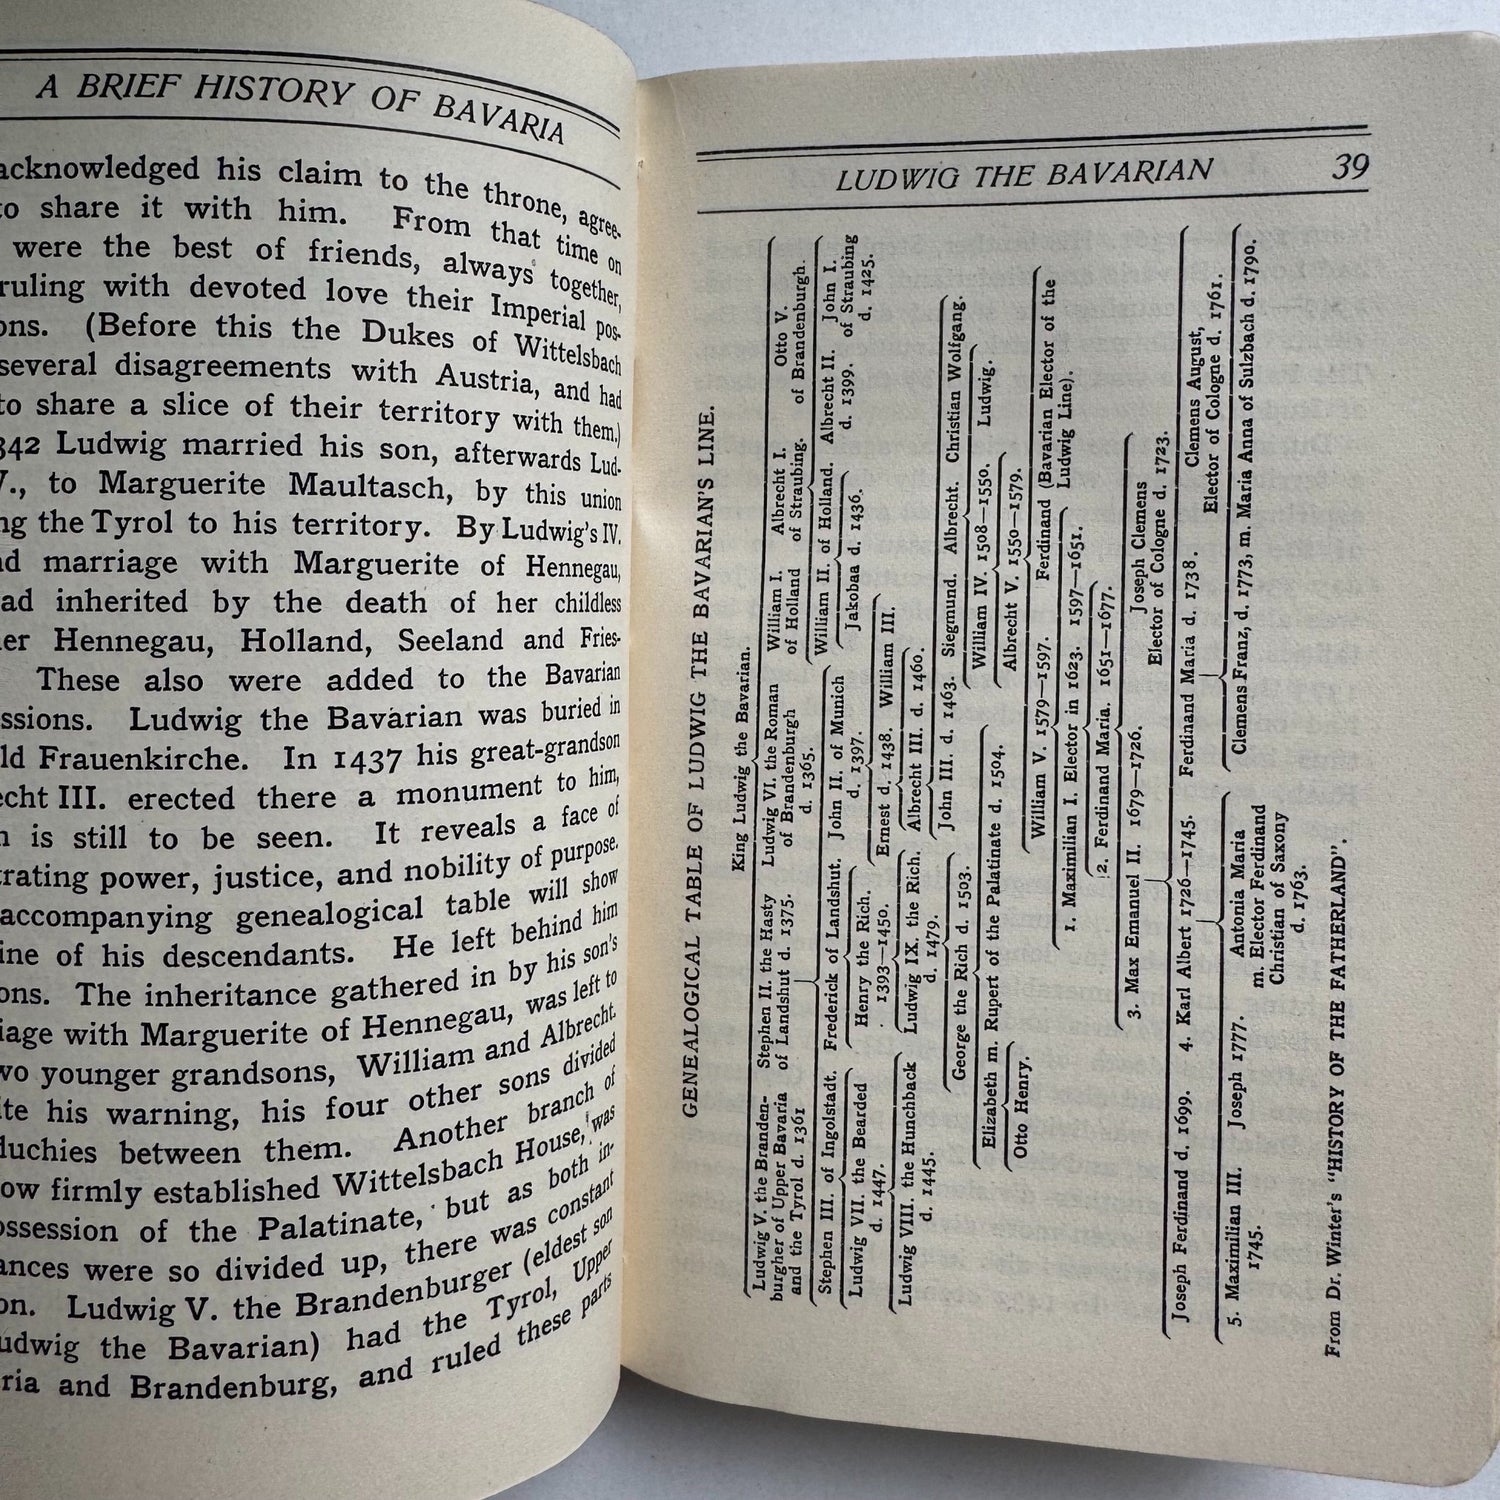 A BRIEF HISTORY OF BAVARIA
acknowledged his claim to the throne, agree-
to share it with him. From that time on
were the best of friends, always together,
ruling with devoted love their Imperial pos-
ons. (Before this the Dukes of Wittelsbach
several disagreements with Austria, and had
to share a slice of their territory with them.)
342 Ludwig married his son, afterwards Lud-
V., to Marguerite Maultasch, by this union
ng the Tyrol to his territory. By Ludwig's IV.
nd marriage with Marguerite of Hennegau,
ad inherited by the death of her childless
er Hennegau, Holland, Seeland and Fries-
These also were added to the Bavarian
essions. Ludwig the Bavarian was buried in
ld Frauenkirche. In 1437 his great-grandson
echt III. erected there a monument to him,
h is still to be seen. It reveals a face of
trating power, justice, and nobility of purpose.
accompanying genealogical table will show
ine of his descendants. He left behind him
ons. The inheritance gathered in by his son's
iage with Marguerite of Hennegau, was left to
wo younger grandsons, William and Albrecht.
ite his warning, his four other sons divided
duchies between them. Another branch of
ow firmly established Wittelsbach House, was
ossession of the Palatinate, but as both in-
ances were so divided up, there was constant
on. Ludwig V. the Brandenburger (eldest son
udwig the Bavarian) had the Tyrol, Upper
ria and Brandenburg, and ruled these parts
LUDWIG THE BAVARIAN 39
GENEALOGICAL TABLE OF LUDWIG THE BAVARIAN'S LINE.
King Ludwig the Bavarian.
Ludwig V. the Branden- Stephen II. the Hasty Ludwig VI. the Roman William I. Albrecht I. Otto V.
burgher of Upper Bavaria of Landshut d. 1375. of Brandenburgh of Holland of Straubing. of Brandenburgh.
and the Tyrol d. 1361 d. 1365.
Stephen III. of Ingolstadt. Frederick of Landshut. John II. of Munich William II. of Holland. Albrecht II. John I.
d. 1397. d. 1399. of Straubing
d. 1425.
Ludwig VII. the Bearded Henry the Rich. Jakobaa d. 1436.
d. 1447. 1393—1450. Ernest d. 1438. William III.
Ludwig VIII. the Hunchback Ludwig IX. the Rich. Albrecht III. d. 1460.
d. 1445. d. 1479.
John III. d. 1463. Siegmund. Albrecht. Christian Wolfgang.
George the Rich d. 1503.
William IV. 1508—1550. Ludwig.
Elizabeth m. Rupert of the Palatinate d. 1504.
Albrecht V. 1550—1579.
Otto Henry.
William V. 1579—1597. Ferdinand (Bavarian Elector of the
Ludwig Line).
1. Maximilian I. Elector in 1623. 1597—1651.
2. Ferdinand Maria. 1651—1677.
3. Max Emanuel II. 1679—1726. Joseph Clemens
Elector of Cologne d. 1723.
Joseph Ferdinand d. 1699. 4. Karl Albert 1726—1745. Ferdinand Maria d. 1738. Clemens August,
Elector of Cologne d. 1761.
5. Maximilian III. Joseph 1777. Antonia Maria Clemens Franz, d. 1773, m. Maria Anna of Sulzbach d. 1790.
1745. m. Elector Ferdinand
Christian of Saxony
d. 1763.
From Dr. Winter's "HISTORY OF THE FATHERLAND".